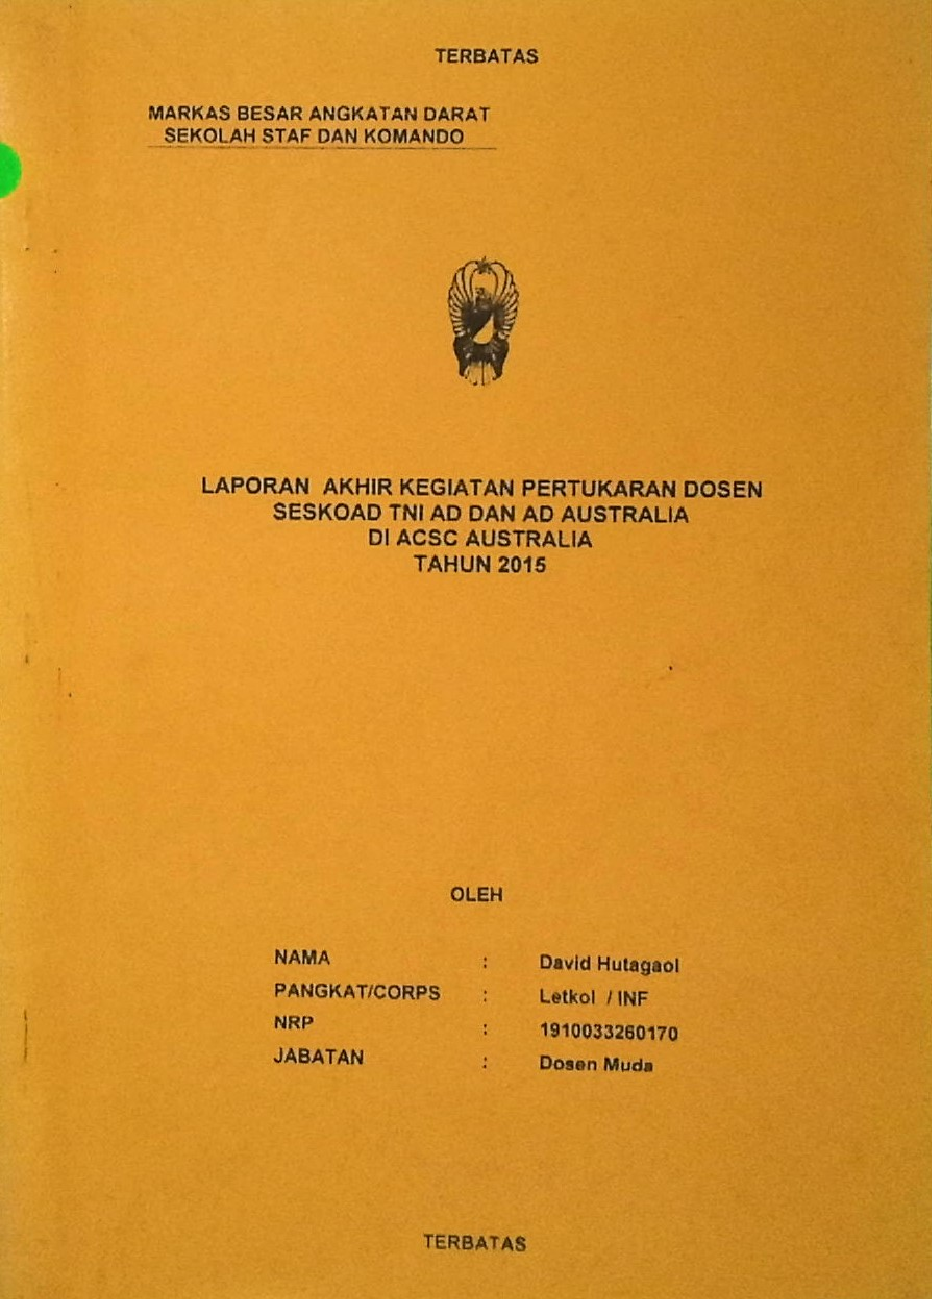 TERBATAS
MARKAS BESAR ANGKATAN DARAT
SEKOLAH STAF DAN KOMANDO
LAPORAN AKHIR KEGIATAN PERTUKARAN DOSEN
SESKOAD TNI AD DAN AD AUSTRALIA
DI ACSC AUSTRALIA
TAHUN 2015
OLEH
NAMA : David Hutagaol
PANGKAT/CORPS : Letkol / INF
NRP : 1910033260170
JABATAN : Dosen Muda
TERBATAS